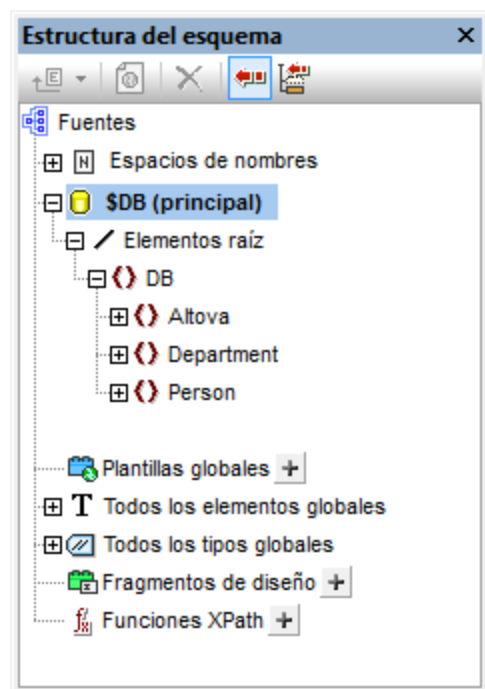 Estructura del esquema
Fuentes
Espacios de nombres
$DB (principal)
Elementos raíz
DB
Altova
Department
Person
Plantillas globales
Todos los elementos globales
Todos los tipos globales
Fragmentos de diseño
Funciones XPath